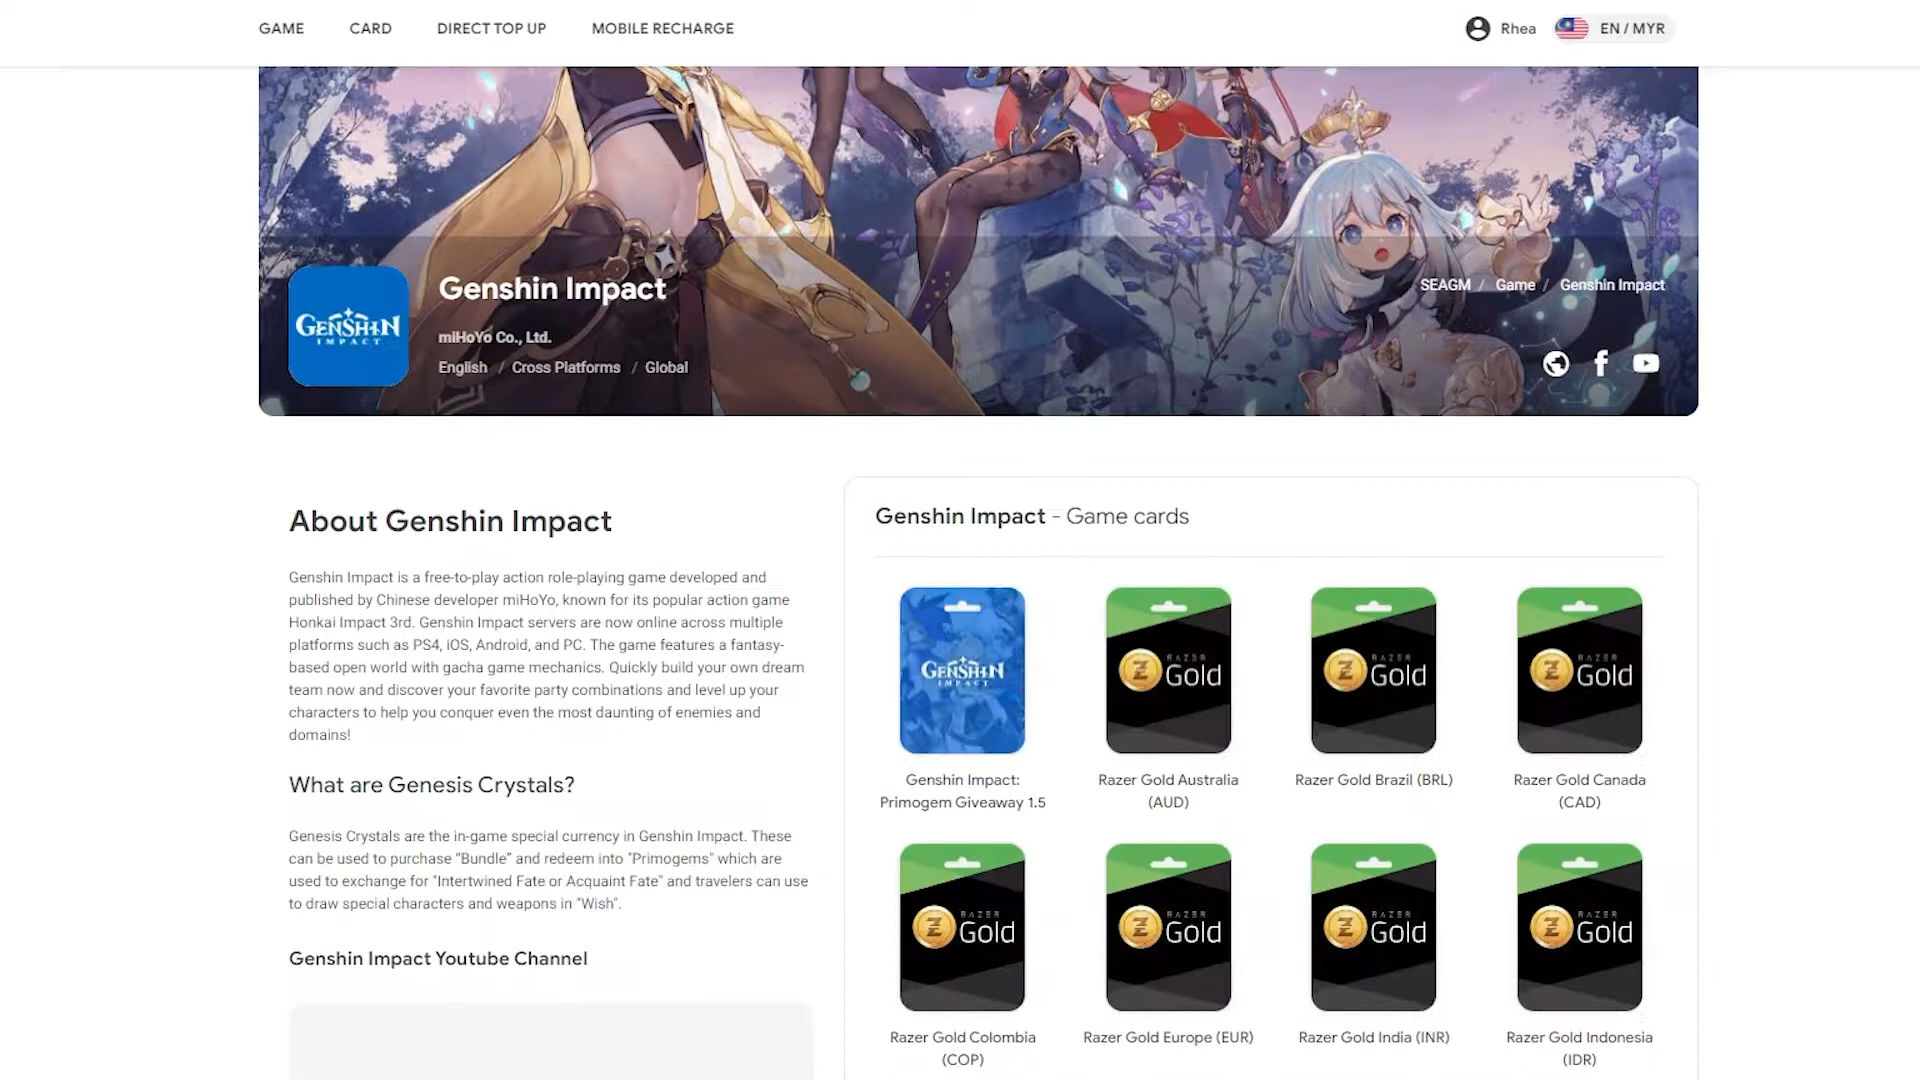 GAME CARD DIRECT TOP UP MOBILE RECHARGE Rhea EN / MYR
Genshin Impact
miHoYo Co., Ltd.
English / Cross Platforms / Global
SEAGM / Game / Genshin Impact
GENSHIN
IMPACT
About Genshin Impact
Genshin Impact is a free-to-play action role-playing game developed and
published by Chinese developer miHoYo, known for its popular action game
Honkai Impact 3rd. Genshin Impact servers are now online across multiple
platforms such as PS4, iOS, Android, and PC. The game features a fantasy-
based open world with gacha game mechanics. Quickly build your own dream
team now and discover your favorite party combinations and level up your
characters to help you conquer even the most daunting of enemies and
domains!
What are Genesis Crystals?
Genesis Crystals are the in-game special currency in Genshin Impact. These
can be used to purchase “Bundle” and redeem into "Primogems" which are
used to exchange for "Intertwined Fate or Acquaint Fate" and travelers can use
to draw special characters and weapons in "Wish".
Genshin Impact Youtube Channel
Genshin Impact - Game cards
GENSHIN
IMPACT
Genshin Impact:
Primogem Giveaway 1.5
RAZER
Gold
Razer Gold Australia
(AUD)
RAZER
Gold
Razer Gold Brazil (BRL)
RAZER
Gold
Razer Gold Canada
(CAD)
RAZER
Gold
Razer Gold Colombia
(COP)
RAZER
Gold
Razer Gold Europe (EUR)
RAZER
Gold
Razer Gold India (INR)
RAZER
Gold
Razer Gold Indonesia
(IDR)